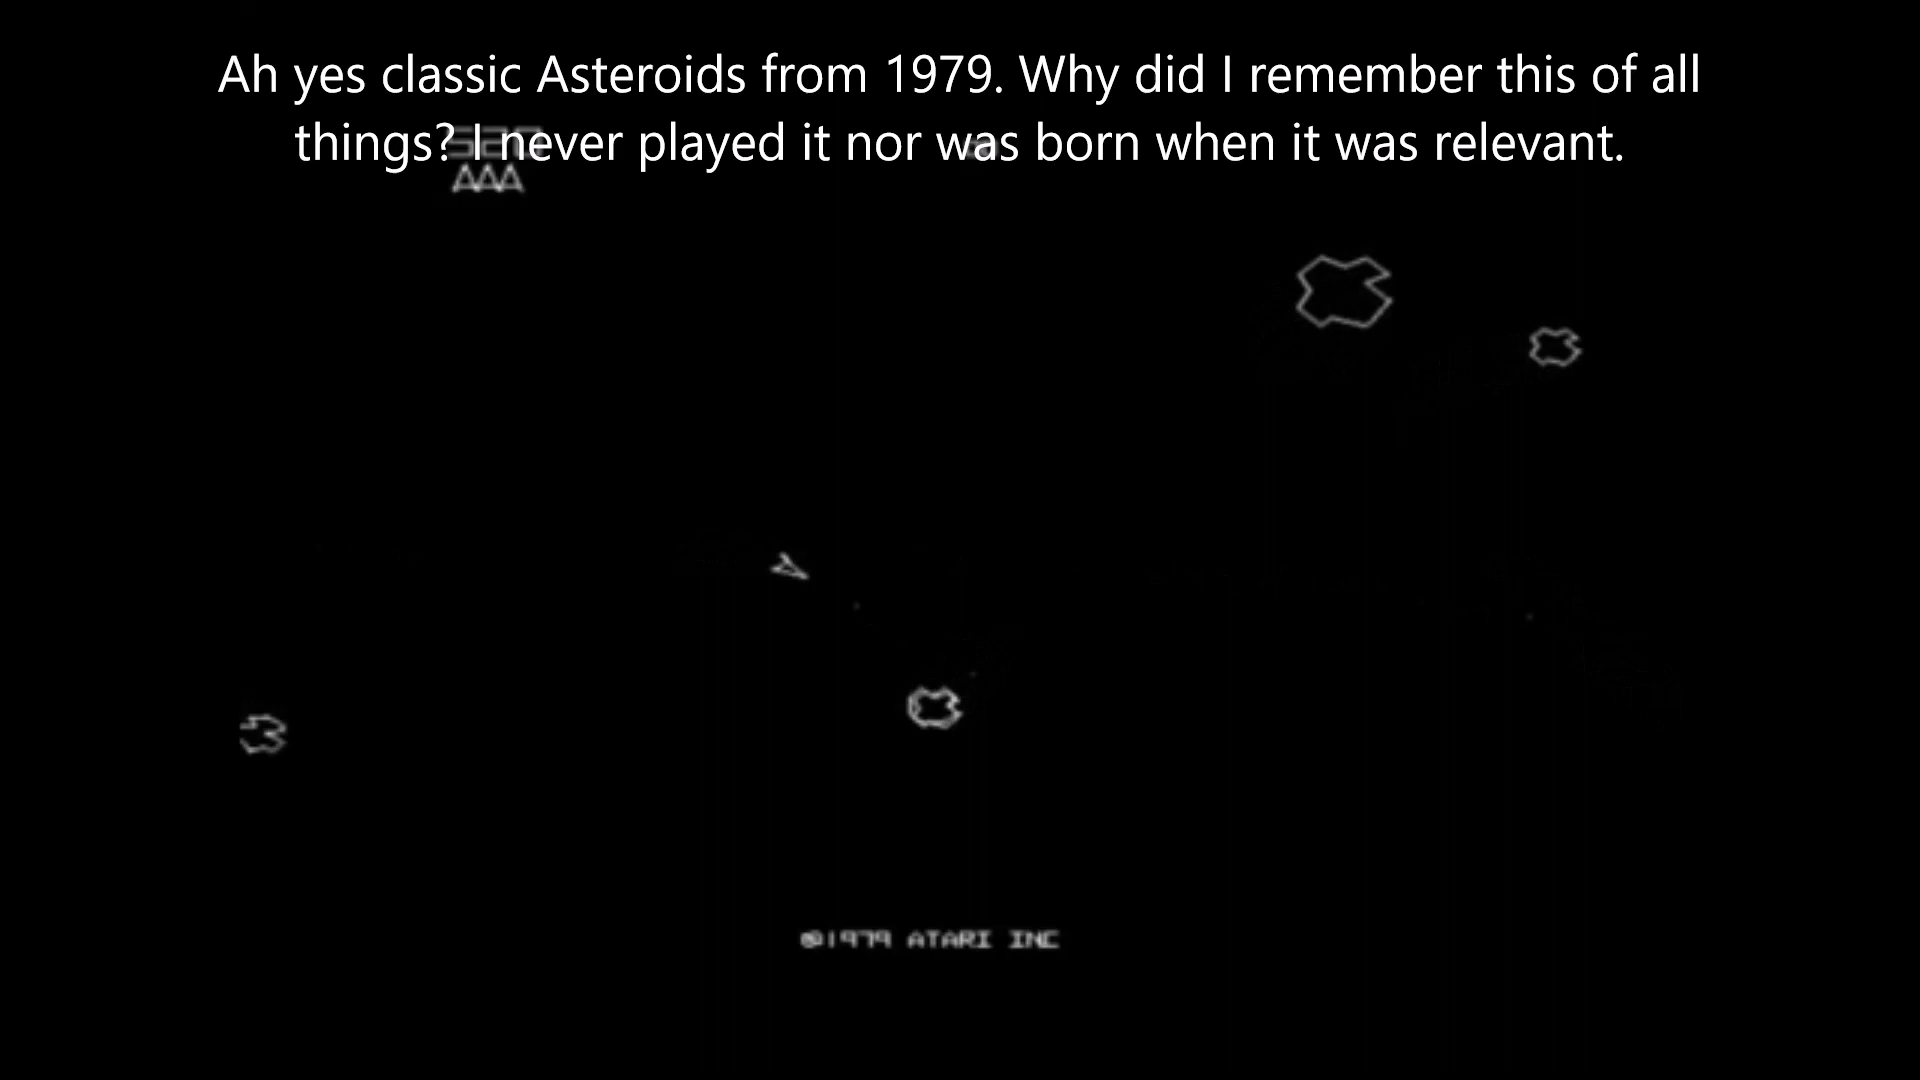 Ah yes classic Asteroids from 1979. Why did I remember this of all
things? I never played it nor was born when it was relevant.
©1979 ATARI INC